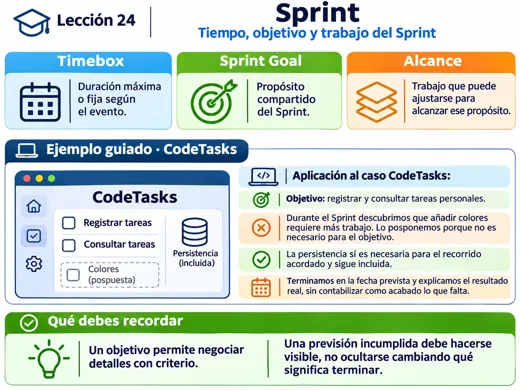 Lección 24
Sprint
Tiempo, objetivo y trabajo del Sprint
Timebox
Duración máxima
o fija según
el evento.
Sprint Goal
Propósito
compartido
del Sprint.
Alcance
Trabajo que puede
ajustarse para
alcanzar ese propósito.
Ejemplo guiado · CodeTasks
CodeTasks
Registrar tareas
Consultar tareas
Colores
(pospuesta)
Persistencia
(incluida)
Aplicación al caso CodeTasks:
Objetivo: registrar y consultar tareas personales.
Durante el Sprint descubrimos que añadir colores
requiere más trabajo. Lo posponemos porque no es
necesario para el objetivo.
La persistencia sí es necesaria para el recorrido
acordado y sigue incluida.
Terminamos en la fecha prevista y explicamos el resultado
real, sin contabilizar como acabado lo que falta.
Qué debes recordar
Un objetivo permite negociar
detalles con criterio.
Una previsión incumplida debe hacerse
visible, no ocultarse cambiando qué
significa terminar.